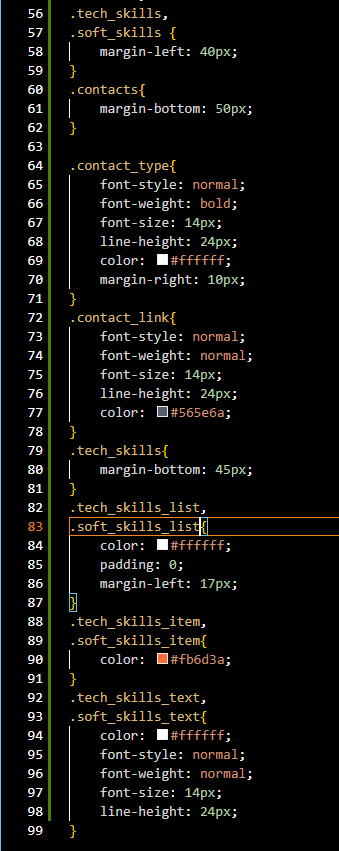 56 .tech_skills,
57 .soft_skills {
58     margin-left: 40px;
59 }
60 .contacts{
61     margin-bottom: 50px;
62 }
63
64 .contact_type{
65     font-style: normal;
66     font-weight: bold;
67     font-size: 14px;
68     line-height: 24px;
69     color: #ffffff;
70     margin-right: 10px;
71 }
72 .contact_link{
73     font-style: normal;
74     font-weight: normal;
75     font-size: 14px;
76     line-height: 24px;
77     color: #565e6a;
78 }
79 .tech_skills{
80     margin-bottom: 45px;
81 }
82 .tech_skills_list,
83 .soft_skills_list{
84     color: #ffffff;
85     padding: 0;
86     margin-left: 17px;
87 }
88 .tech_skills_item,
89 .soft_skills_item{
90     color: #fb6d3a;
91 }
92 .tech_skills_text,
93 .soft_skills_text{
94     color: #ffffff;
95     font-style: normal;
96     font-weight: normal;
97     font-size: 14px;
98     line-height: 24px;
99 }